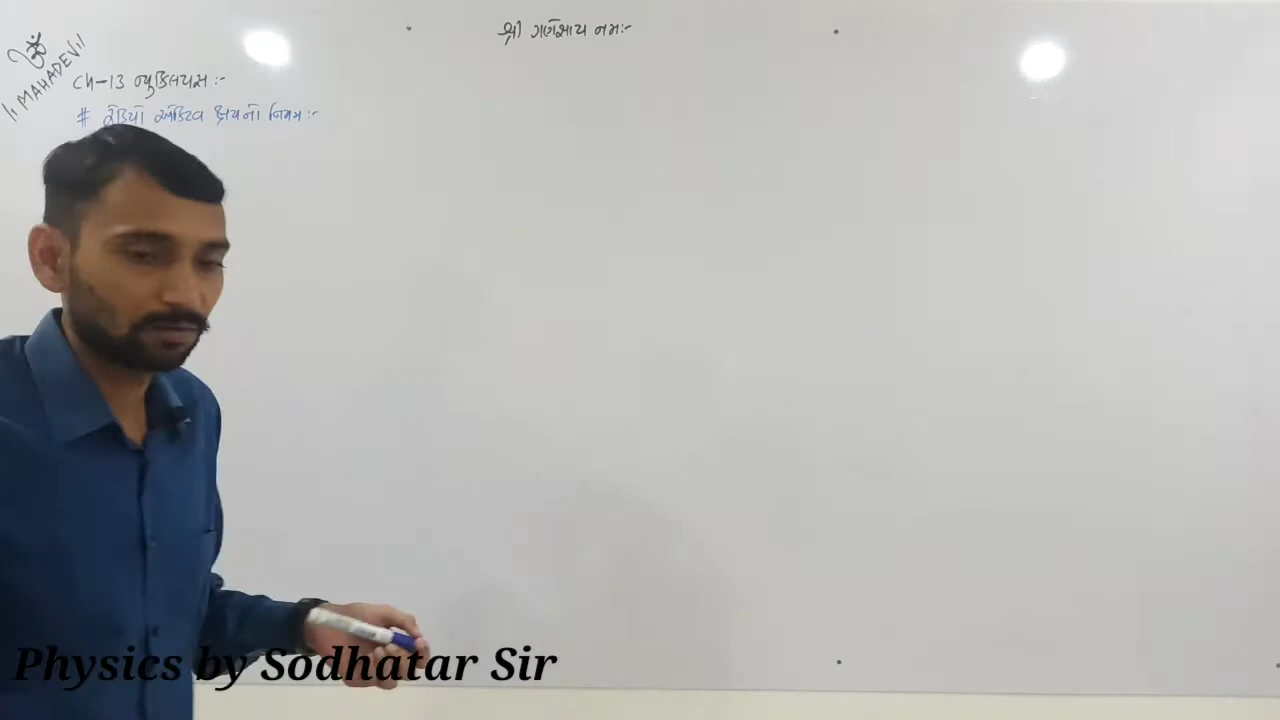 શ્રી ગણેશાય નમઃ:-
ૐ
।। MAHADEV ।।
Ch-13 ન્યુક્લિયસ :-
# રેડિયો એક્ટિવ ક્ષયનો નિયમ :-
Physics by Sodhatar Sir